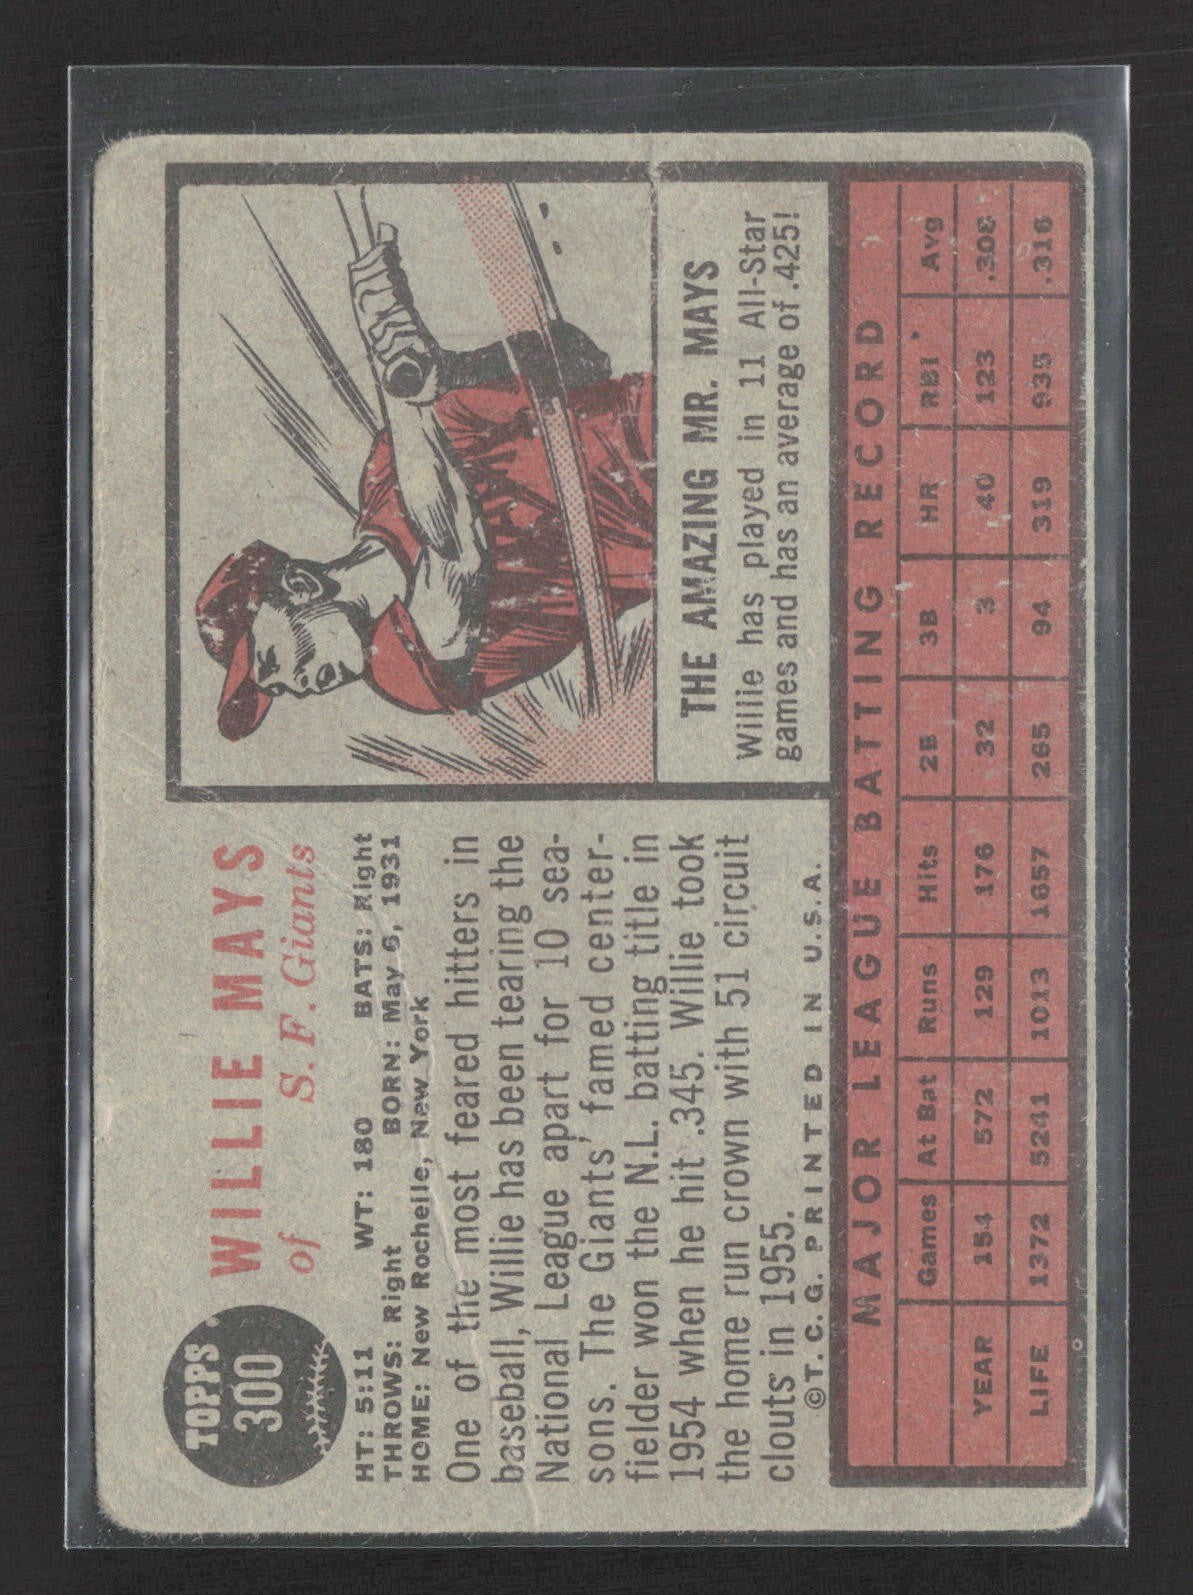 TOPPS
300
WILLIE MAYS
of S. F. Giants
HT: 5:11 WT: 180 BATS: Right
THROWS: Right BORN: May 6, 1931
HOME: New Rochelle, New York
One of the most feared hitters in
baseball, Willie has been tearing the
National League apart for 10 sea-
sons. The Giants' famed center-
fielder won the N.L. batting title in
1954 when he hit .345. Willie took
the home run crown with 51 circuit
clouts in 1955.
©T.C.G. PRINTED IN U.S.A.
THE AMAZING MR. MAYS
Willie has played in 11 All-Star
games and has an average of .425!
MAJOR LEAGUE BATTING RECORD
Games At Bat Runs Hits 2B 3B HR RBI Avg
YEAR 154 572 129 176 32 3 40 123 .308
LIFE 1372 5241 1013 1657 265 94 319 935 .316